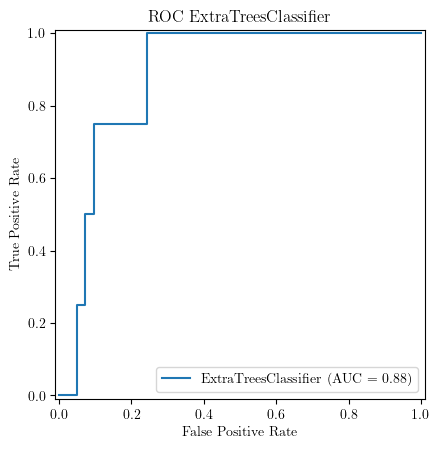 ROC ExtraTreesClassifier
1.0
0.8
0.6
0.4
0.2
0.0
True Positive Rate
ExtraTreesClassifier (AUC = 0.88)
0.0 0.2 0.4 0.6 0.8 1.0
False Positive Rate